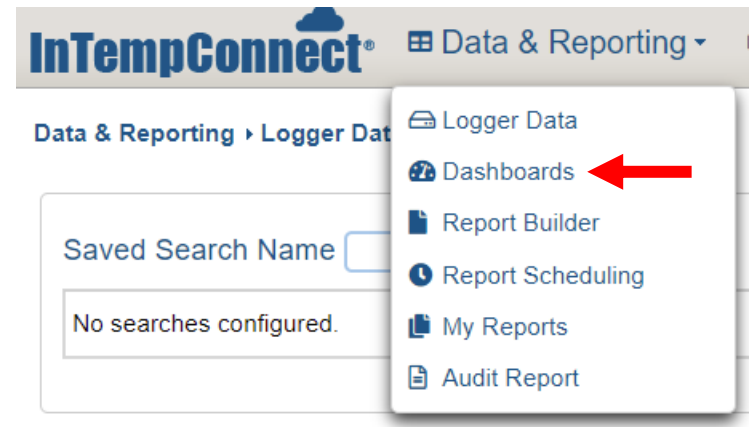 InTempConnect®
Data & Reporting
Data & Reporting › Logger Dat
Logger Data
Dashboards
Report Builder
Report Scheduling
My Reports
Audit Report
Saved Search Name
No searches configured.